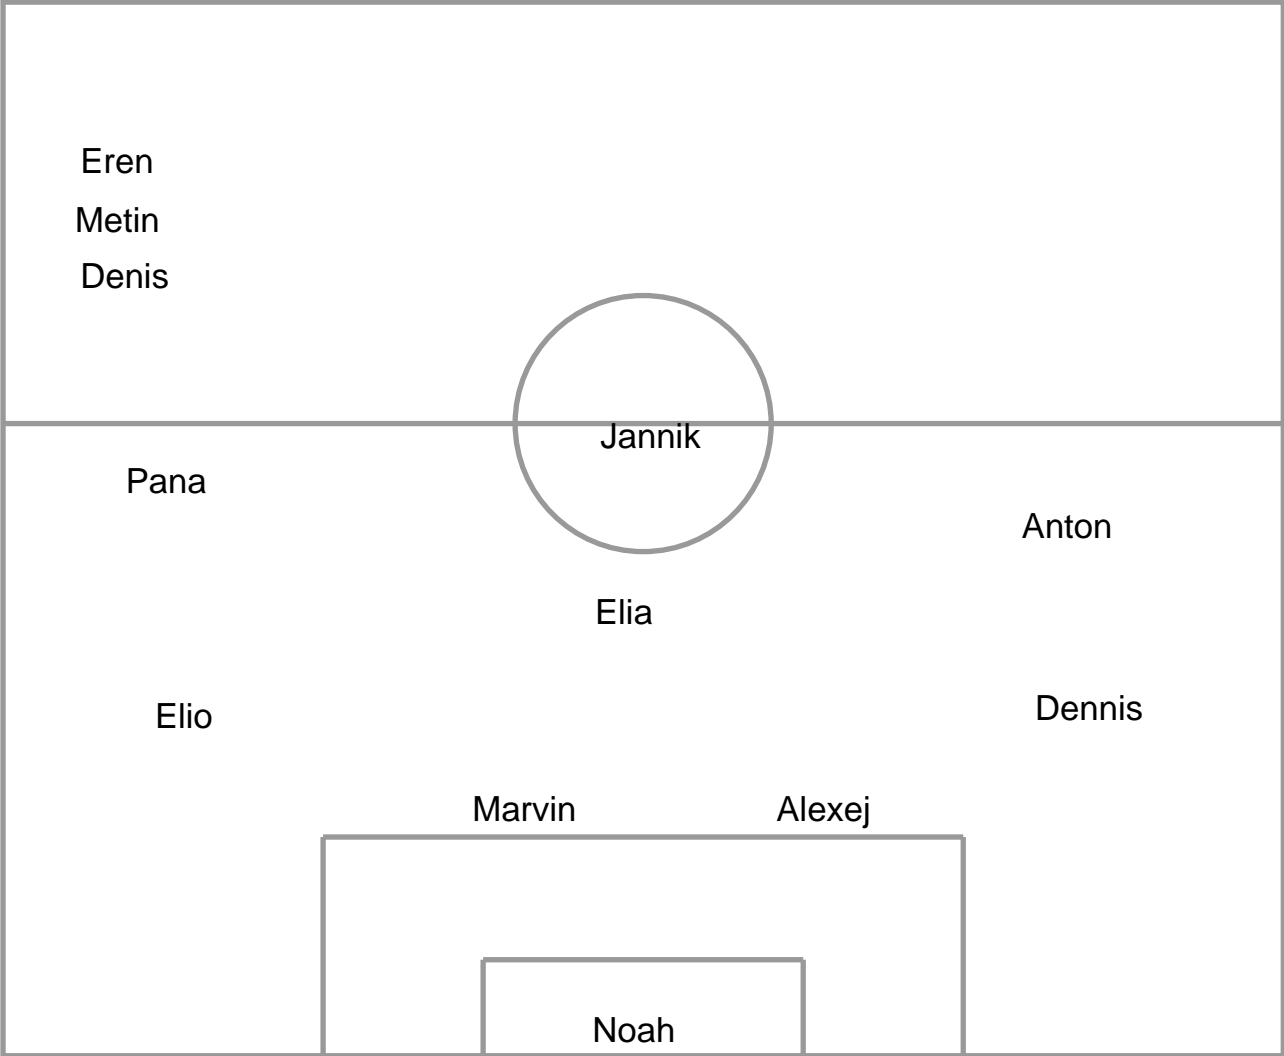 Eren
Metin
Denis
Jannik
Pana
Anton
Elia
Elio
Dennis
Marvin
Alexej
Noah